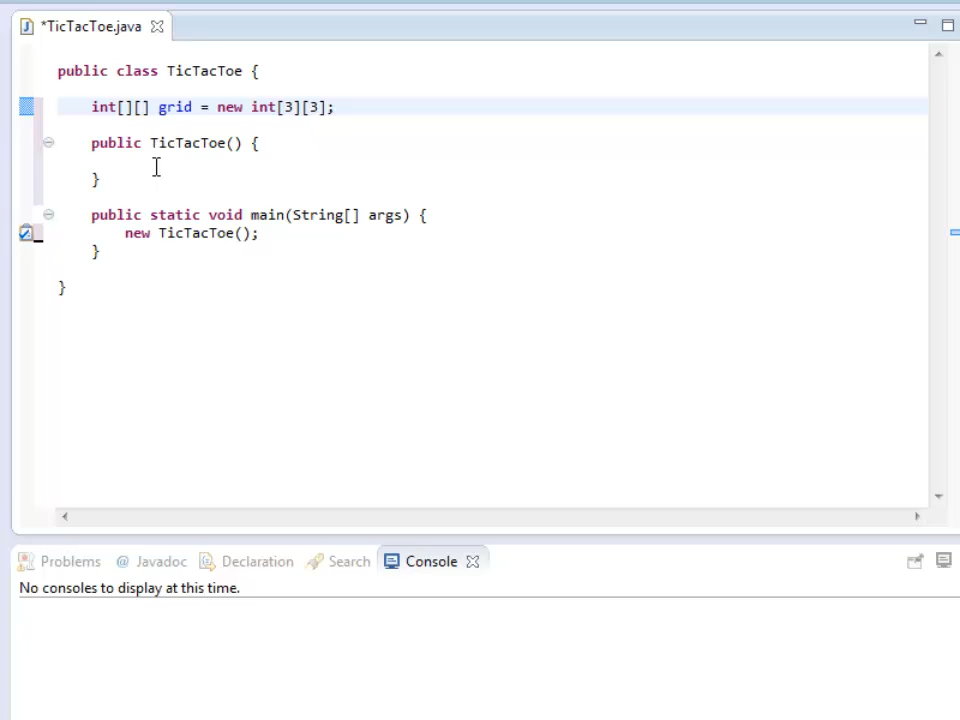 *TicTacToe.java
public class TicTacToe {
int[][] grid = new int[3][3];
public TicTacToe() {
}
public static void main(String[] args) {
new TicTacToe();
}
}
Problems @ Javadoc Declaration Search Console
No consoles to display at this time.